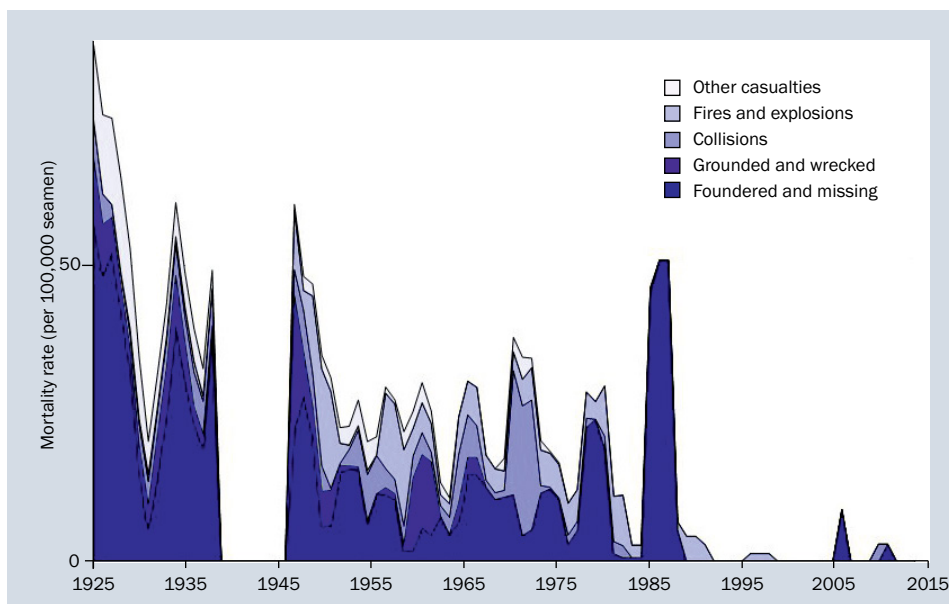 Other casualties
Fires and explosions
Collisions
Grounded and wrecked
Foundered and missing
Mortality rate (per 100,000 seamen)
50
0
1925 1935 1945 1955 1965 1975 1985 1995 2005 2015